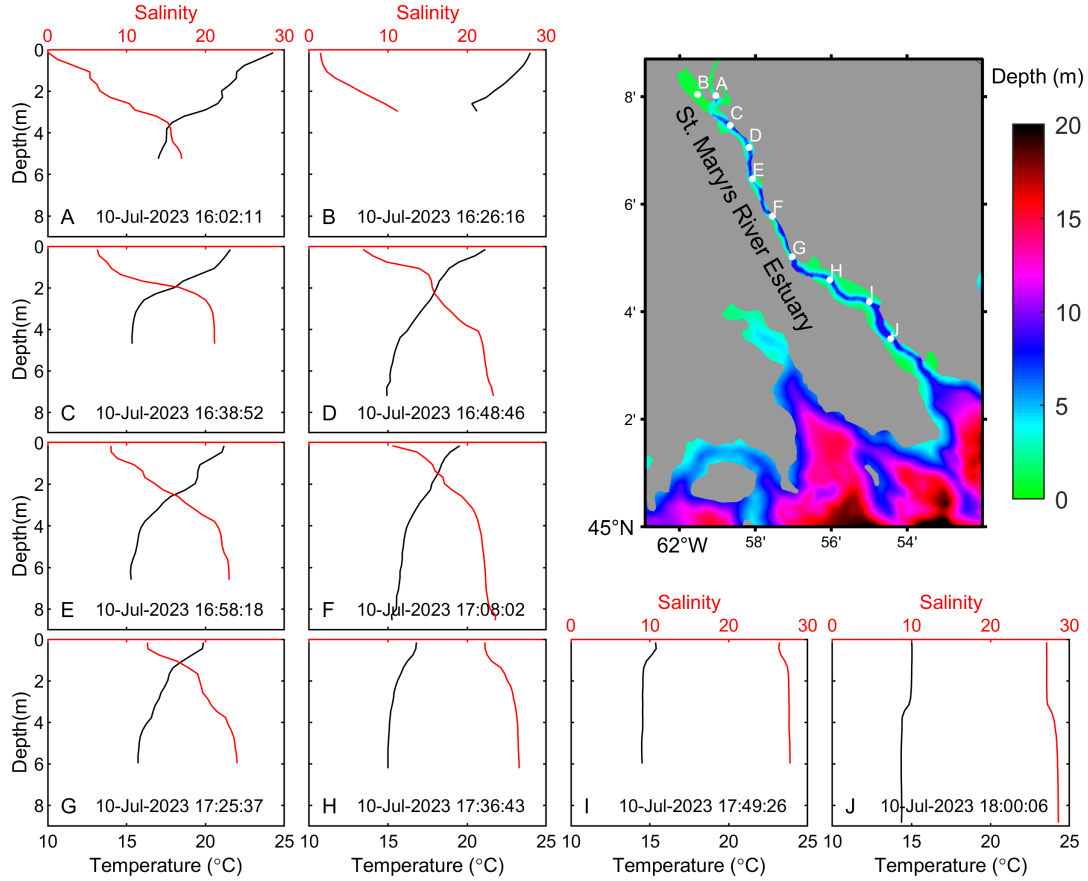 Salinity
Salinity
0 10 20 30
0 10 20 30
0
2
4
6
8
Depth(m)
A 10-Jul-2023 16:02:11
B 10-Jul-2023 16:26:16
0
2
4
6
8
Depth(m)
C 10-Jul-2023 16:38:52
D 10-Jul-2023 16:48:46
0
2
4
6
8
Depth(m)
E 10-Jul-2023 16:58:18
F 10-Jul-2023 17:08:02
0
2
4
6
8
Depth(m)
G 10-Jul-2023 17:25:37
H 10-Jul-2023 17:36:43
10 15 20 25
10 15 20 25
Temperature (°C)
Temperature (°C)
8'
6'
4'
2'
45°N
62°W
58'
56'
54'
B
A
C
D
E
F
G
H
I
J
St. Mary's River Estuary
Depth (m)
20
15
10
5
0
Salinity
Salinity
0 10 20 30
0 10 20 30
I 10-Jul-2023 17:49:26
J 10-Jul-2023 18:00:06
10 15 20 25
10 15 20 25
Temperature (°C)
Temperature (°C)